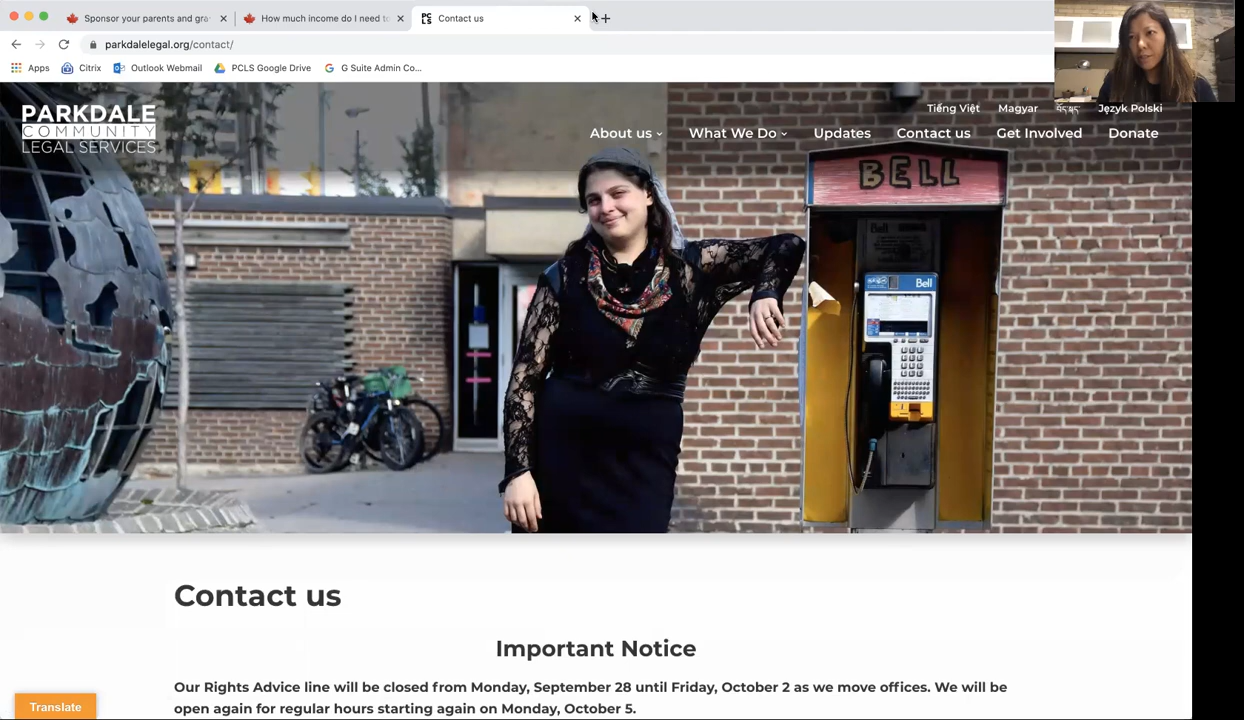 Sponsor your parents and gra
How much income do I need to
Contact us
parkdalelegal.org/contact/
Apps
Citrix
Outlook Webmail
PCLS Google Drive
G Suite Admin Co...
PARKDALE
COMMUNITY
LEGAL SERVICES
Tiếng Việt
Magyar
བོད་སྐད་
Język Polski
About us
What We Do
Updates
Contact us
Get Involved
Donate
BELL
Bell
Bell
Contact us
Important Notice
Our Rights Advice line will be closed from Monday, September 28 until Friday, October 2 as we move offices. We will be
open again for regular hours starting again on Monday, October 5.
Translate